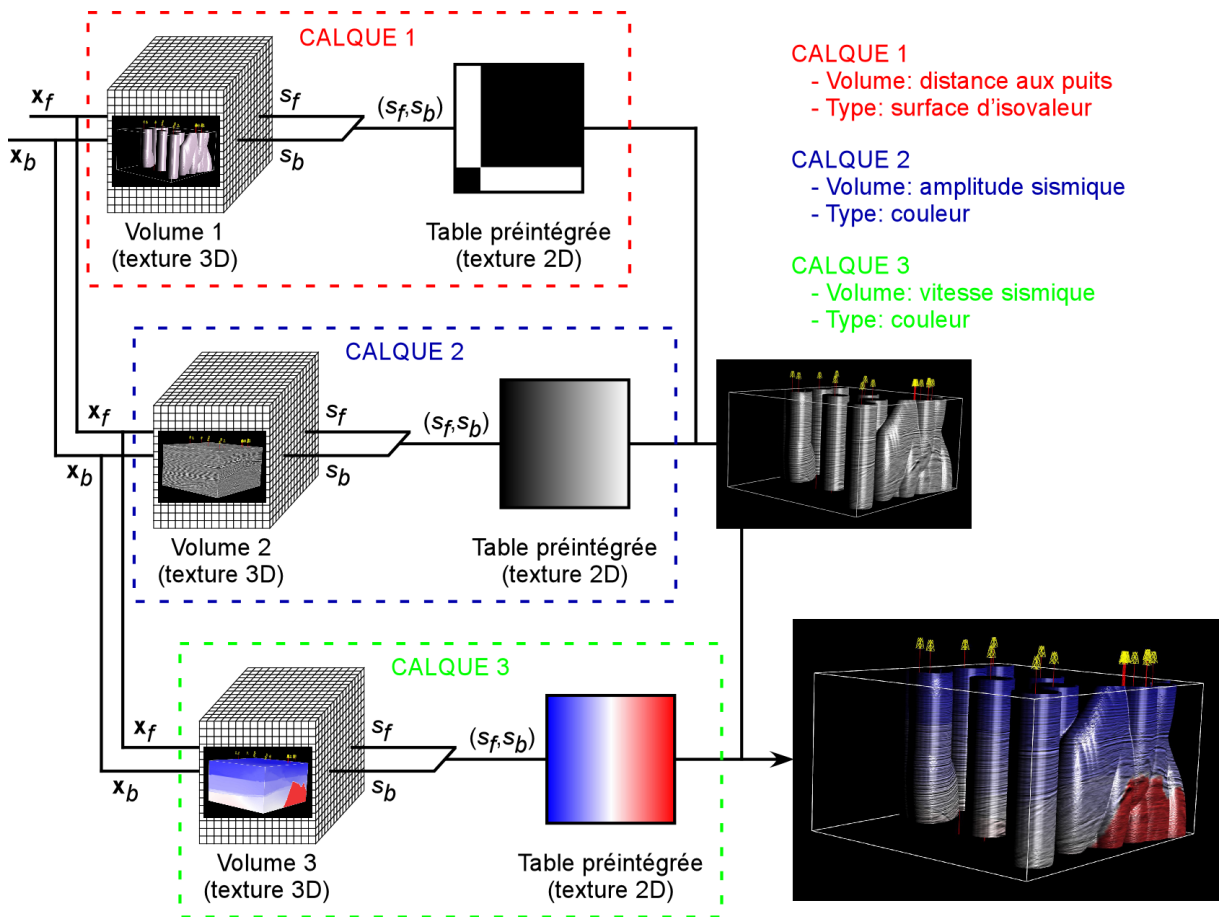 CALQUE 1
x_f
x_b
s_f
s_b
(s_f,s_b)
Volume 1
(texture 3D)
Table préintégrée
(texture 2D)
CALQUE 1
- Volume: distance aux puits
- Type: surface d'isovaleur
CALQUE 2
- Volume: amplitude sismique
- Type: couleur
CALQUE 3
- Volume: vitesse sismique
- Type: couleur
CALQUE 2
x_f
x_b
s_f
s_b
(s_f,s_b)
Volume 2
(texture 3D)
Table préintégrée
(texture 2D)
CALQUE 3
x_f
x_b
s_f
s_b
(s_f,s_b)
Volume 3
(texture 3D)
Table préintégrée
(texture 2D)